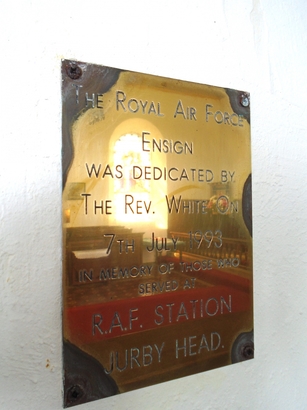 THE ROYAL AIR FORCE
ENSIGN
WAS DEDICATED BY
THE REV.
7TH JULY 1993
IN MEMORY OF THOSE WHO
SERVED AT
R.A.F. STATION
JURBY HEAD.